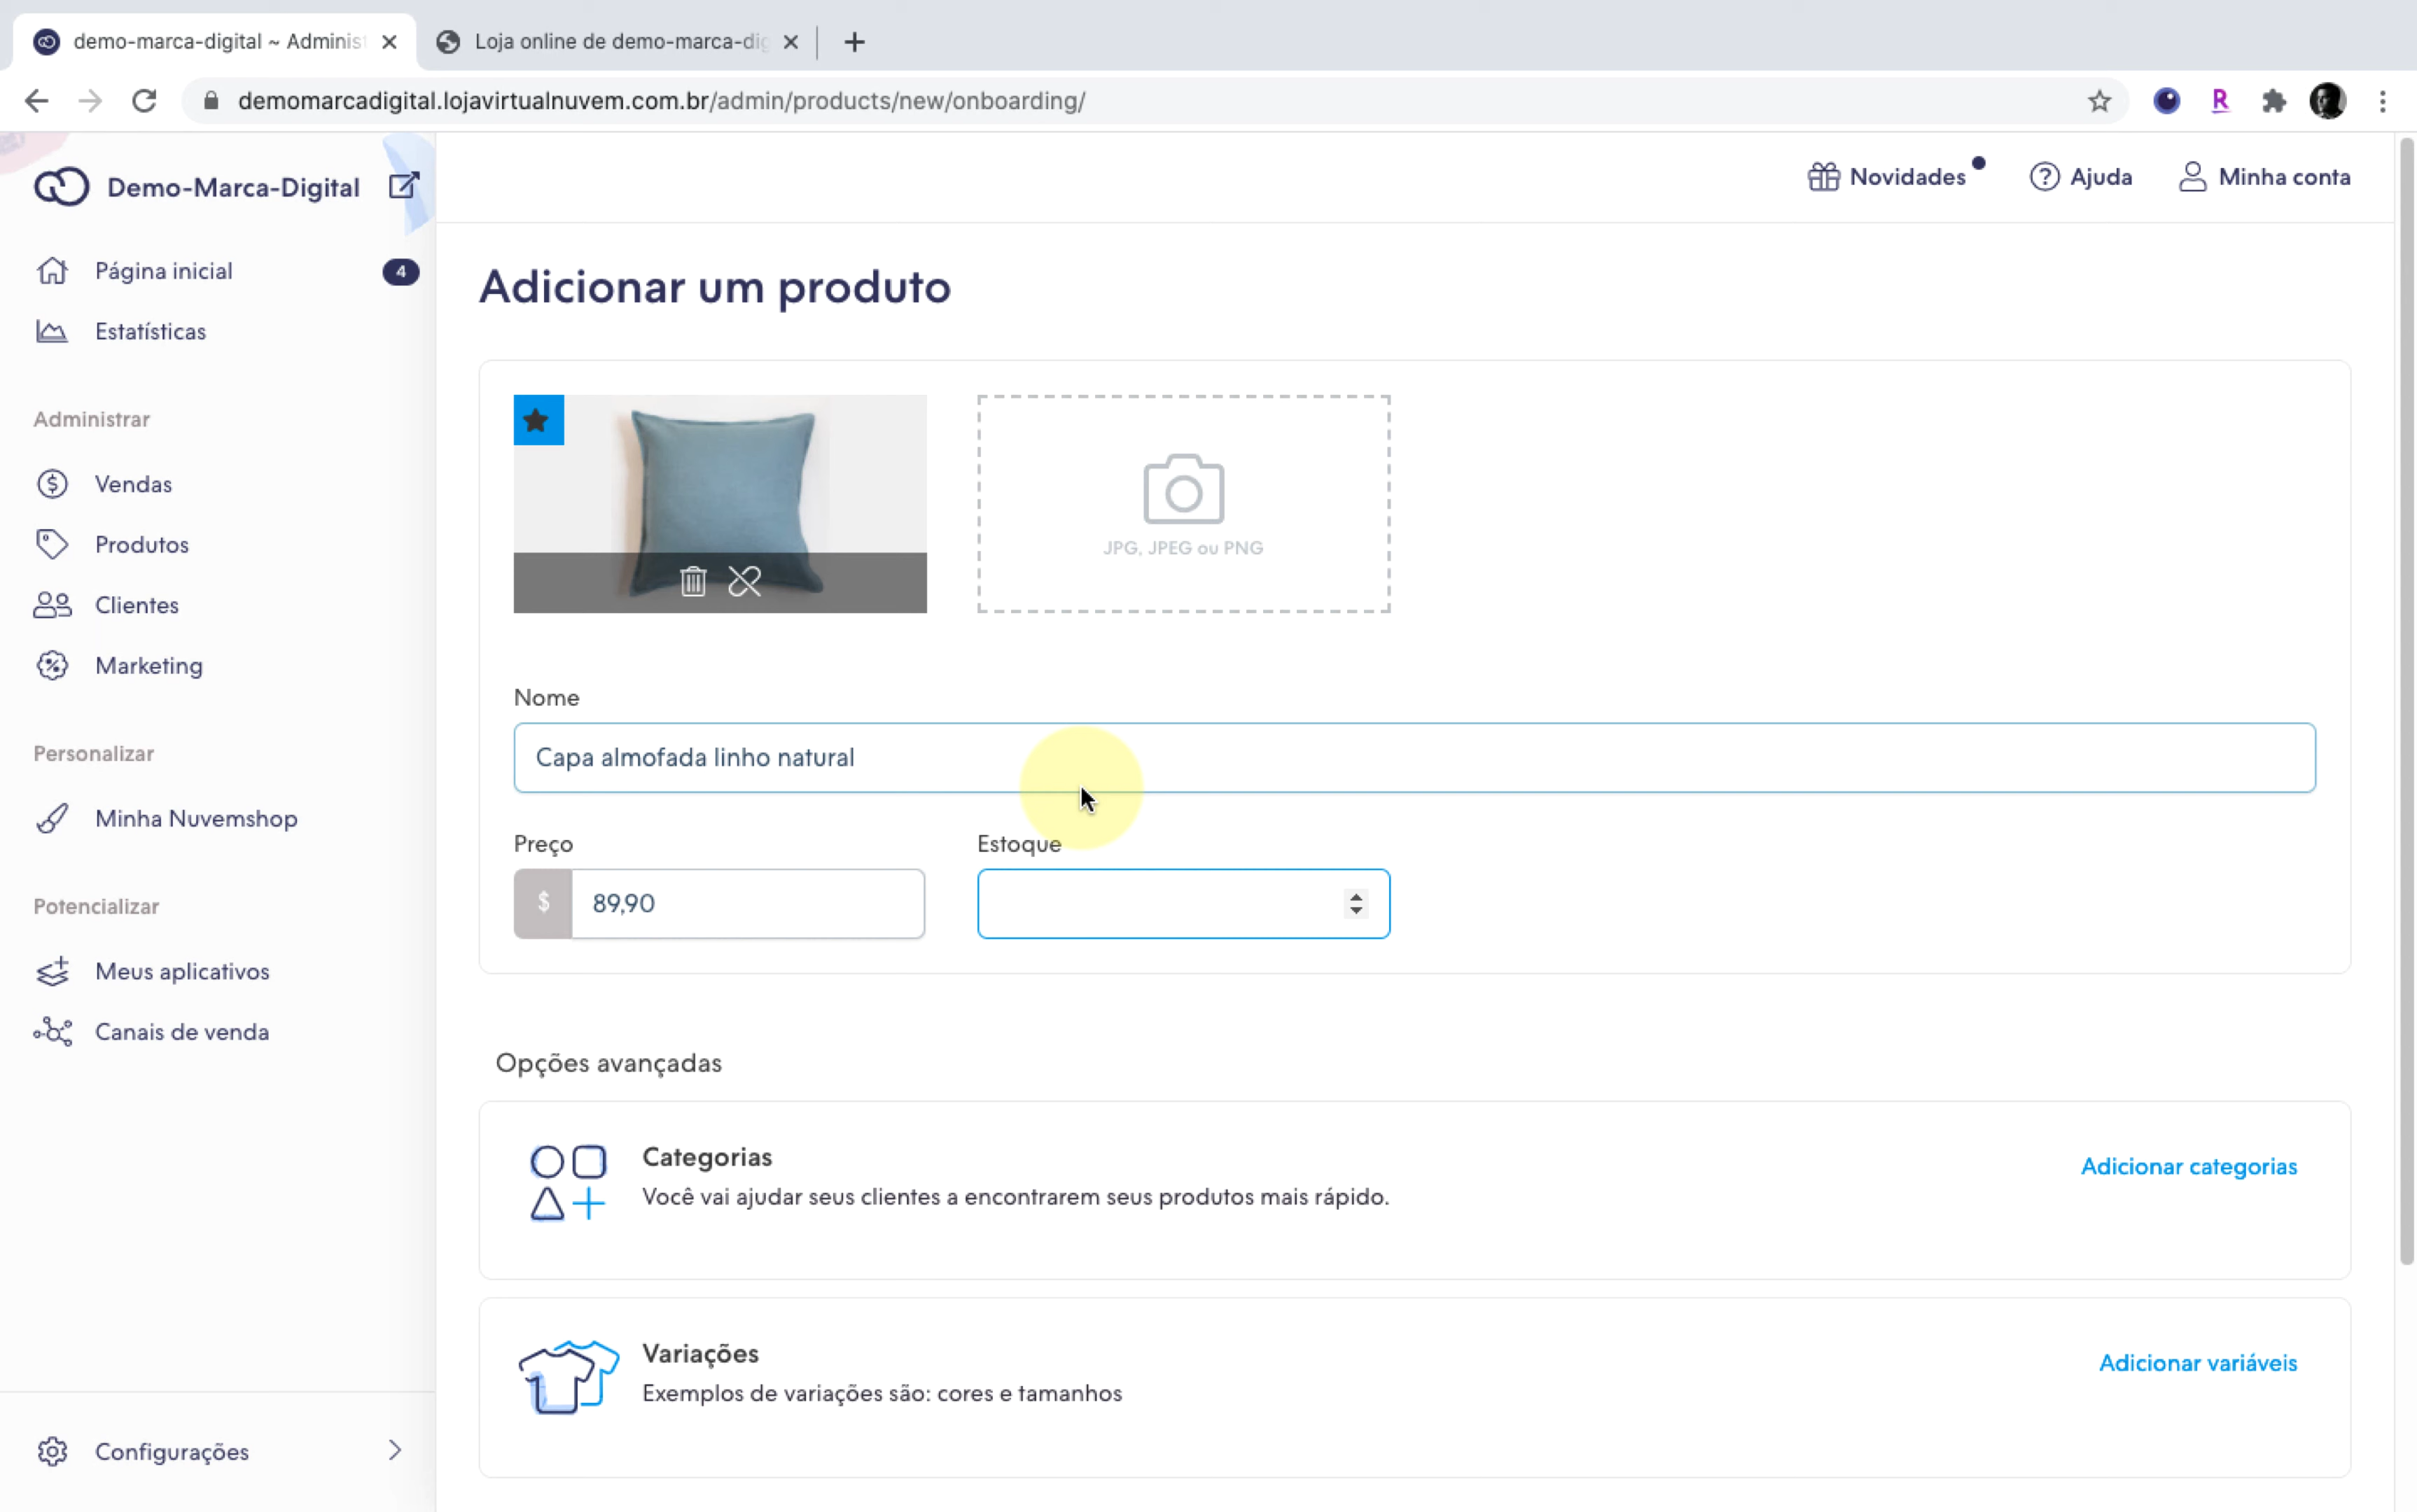 demo-marca-digital ~ Adminis
Loja online de demo-marca-dig
demomarcadigital.lojavirtualnuvem.com.br/admin/products/new/onboarding/
R
Demo-Marca-Digital
Novidades
Ajuda
Minha conta
Página inicial
4
Estatísticas
Administrar
Vendas
Produtos
Clientes
Marketing
Personalizar
Minha Nuvemshop
Potencializar
Meus aplicativos
Canais de venda
Configurações
Adicionar um produto
JPG, JPEG ou PNG
Nome
Capa almofada linho natural
Preço
Estoque
$
89,90
Opções avançadas
Categorias
Você vai ajudar seus clientes a encontrarem seus produtos mais rápido.
Adicionar categorias
Variações
Exemplos de variações são: cores e tamanhos
Adicionar variáveis